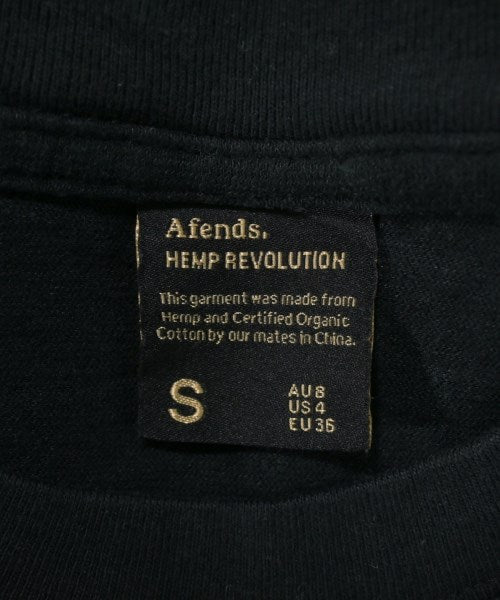 Afends.
HEMP REVOLUTION
This garment was made from
Hemp and Certified Organic
Cotton by our mates in China.
S
AU 8
US 4
EU 36